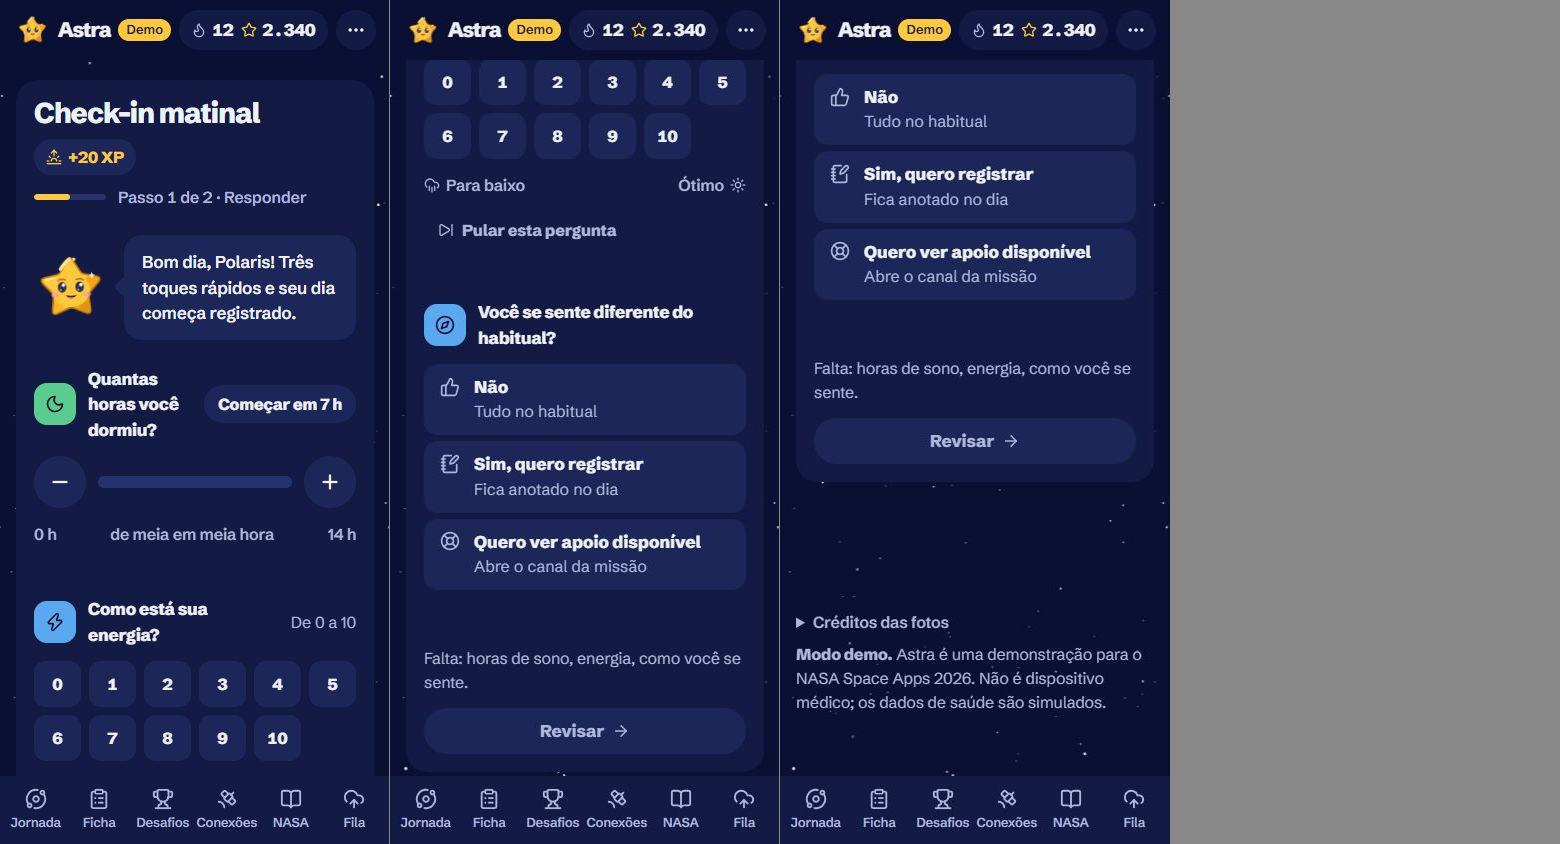 Astra Demo 12 2.340
Check-in matinal
+20 XP
Passo 1 de 2 · Responder
Bom dia, Polaris! Três
toques rápidos e seu dia
começa registrado.
Quantas
horas você
dormiu?
Começar em 7 h
0 h de meia em meia hora 14 h
Como está sua
energia?
De 0 a 10
0 1 2 3 4 5
6 7 8 9 10
Jornada Ficha Desafios Conexões NASA Fila
Astra Demo 12 2.340
0 1 2 3 4 5
6 7 8 9 10
Para baixo Ótimo
Pular esta pergunta
Você se sente diferente do
habitual?
Não
Tudo no habitual
Sim, quero registrar
Fica anotado no dia
Quero ver apoio disponível
Abre o canal da missão
Falta: horas de sono, energia, como você se
sente.
Revisar
Jornada Ficha Desafios Conexões NASA Fila
Astra Demo 12 2.340
Não
Tudo no habitual
Sim, quero registrar
Fica anotado no dia
Quero ver apoio disponível
Abre o canal da missão
Falta: horas de sono, energia, como você se
sente.
Revisar
Créditos das fotos
Modo demo. Astra é uma demonstração para o
NASA Space Apps 2026. Não é dispositivo
médico; os dados de saúde são simulados.
Jornada Ficha Desafios Conexões NASA Fila